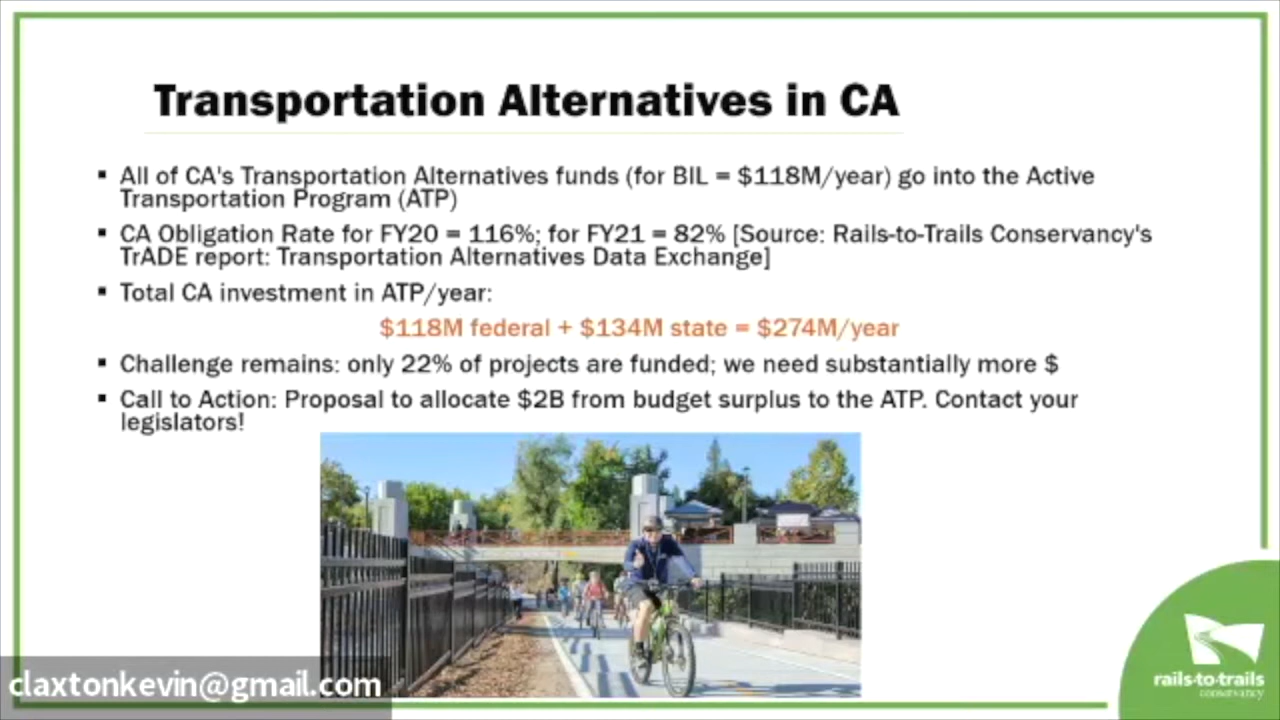 Transportation Alternatives in CA
▪ All of CA's Transportation Alternatives funds (for BIL = $118M/year) go into the Active
Transportation Program (ATP)
▪ CA Obligation Rate for FY20 = 116%; for FY21 = 82% [Source: Rails-to-Trails Conservancy's
TrADE report: Transportation Alternatives Data Exchange]
▪ Total CA investment in ATP/year:
$118M federal + $134M state = $274M/year
▪ Challenge remains: only 22% of projects are funded; we need substantially more $
▪ Call to Action: Proposal to allocate $2B from budget surplus to the ATP. Contact your
legislators!
claxtonkevin@gmail.com
rails-to-trails
conservancy